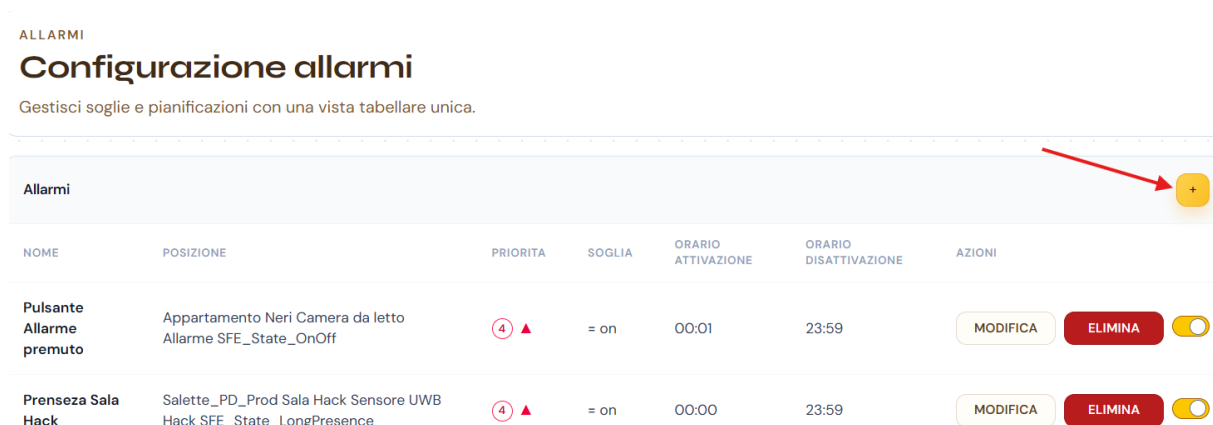 ALLARMI
Configurazione allarmi
Gestisci soglie e pianificazioni con una vista tabellare unica.
Allarmi
+
NOME POSIZIONE PRIORITA SOGLIA ORARIO ATTIVAZIONE ORARIO DISATTIVAZIONE AZIONI
Pulsante
Allarme
premuto
Appartamento Neri Camera da letto
Allarme SFE_State_OnOff
4 ▲ = on 00:01 23:59 MODIFICA ELIMINA
Prenseza Sala
Hack
Salette_PD_Prod Sala Hack Sensore UWB
Hack SFE_State_LongPresence
4 ▲ = on 00:00 23:59 MODIFICA ELIMINA